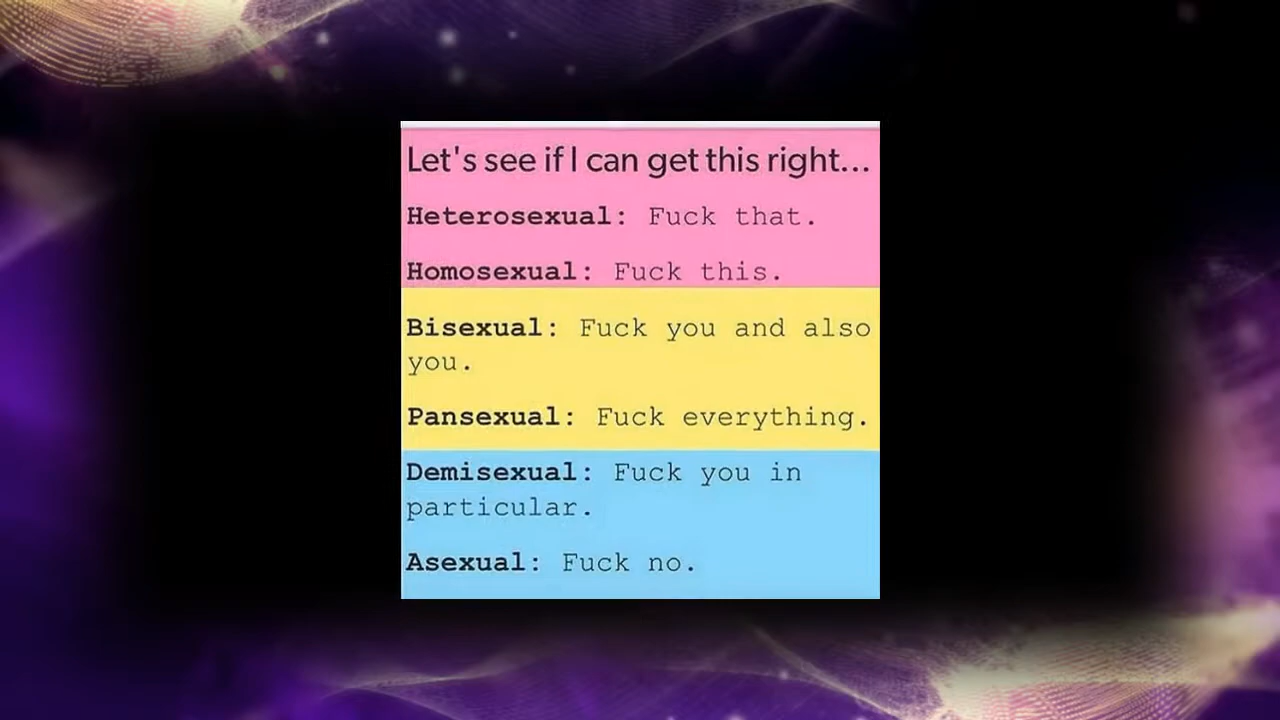 Let's see if I can get this right...
Heterosexual: Fuck that.
Homosexual: Fuck this.
Bisexual: Fuck you and also
you.
Pansexual: Fuck everything.
Demisexual: Fuck you in
particular.
Asexual: Fuck no.